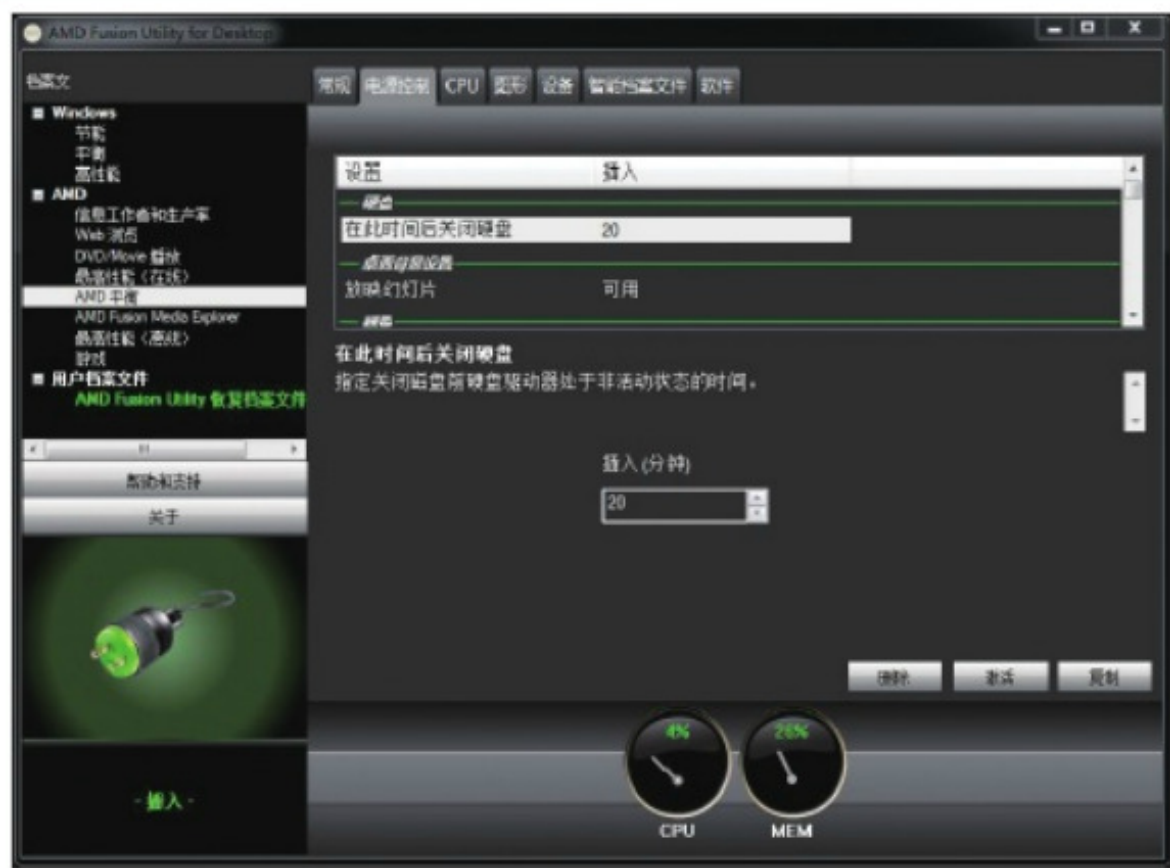 AMD Fusion Utility for Desktop
档案文
常规 电源控制 CPU 图形 设备 智能档案文件 软件
Windows
节能
平衡
高性能
AMD
信息工作者和生产率
Web 浏览
DVD/Movie 播放
最高性能（在线）
AMD 平衡
AMD Fusion Media Explorer
最高性能（离线）
游戏
用户档案文件
AMD Fusion Utility 恢复档案文件
帮助和支持
关于
- 插入 -
设置 插入
硬盘
在此时间后关闭硬盘 20
桌面背景设置
放映幻灯片 可用
在此时间后关闭硬盘
指定关闭磁盘前硬盘驱动器处于非活动状态的时间。
插入(分钟)
20
删除 激活 复制
4% 26%
CPU MEM